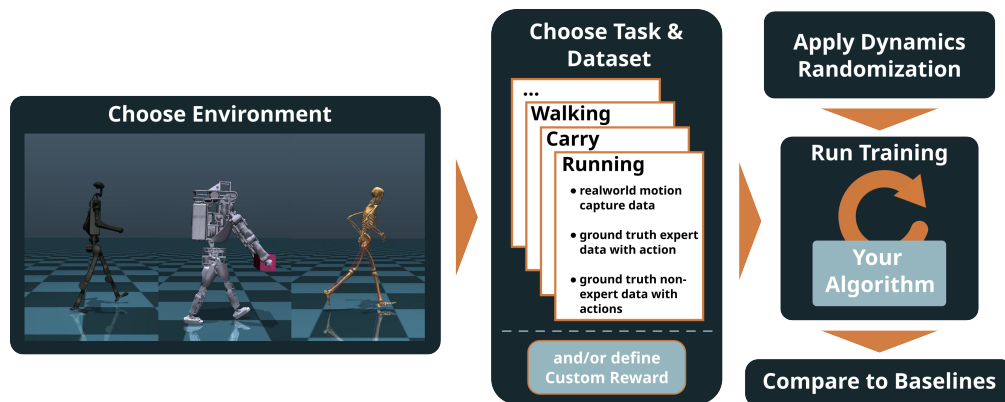 Choose Environment
Choose Task &
Dataset
...
Walking
Carry
Running
• realworld motion
capture data
• ground truth expert
data with action
• ground truth non-
expert data with
actions
and/or define
Custom Reward
Apply Dynamics
Randomization
Run Training
Your
Algorithm
Compare to Baselines